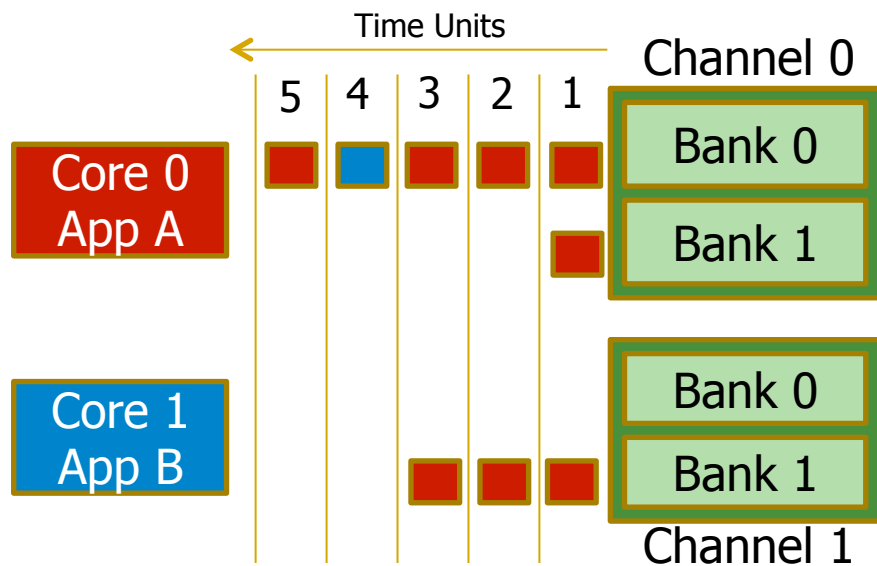 Time Units
Channel 0
5 4 3 2 1
Core 0
App A
Bank 0
Bank 1
Core 1
App B
Bank 0
Bank 1
Channel 1